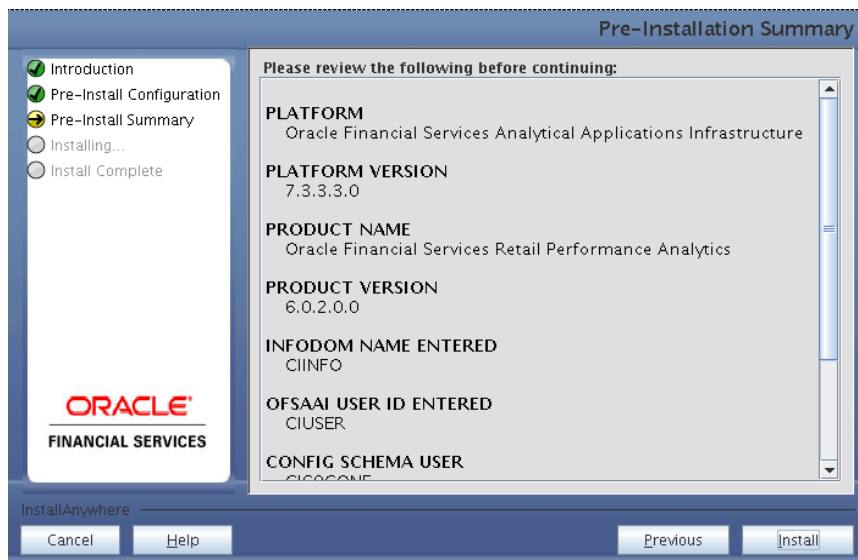 Pre-Installation Summary
Introduction
Pre-Install Configuration
Pre-Install Summary
Installing...
Install Complete
ORACLE
FINANCIAL SERVICES
Please review the following before continuing:
PLATFORM
Oracle Financial Services Analytical Applications Infrastructure
PLATFORM VERSION
7.3.3.3.0
PRODUCT NAME
Oracle Financial Services Retail Performance Analytics
PRODUCT VERSION
6.0.2.0.0
INFODOM NAME ENTERED
CIINFO
OFSAAI USER ID ENTERED
CIUSER
CONFIG SCHEMA USER
InstallAnywhere
Cancel
Help
Previous
Install